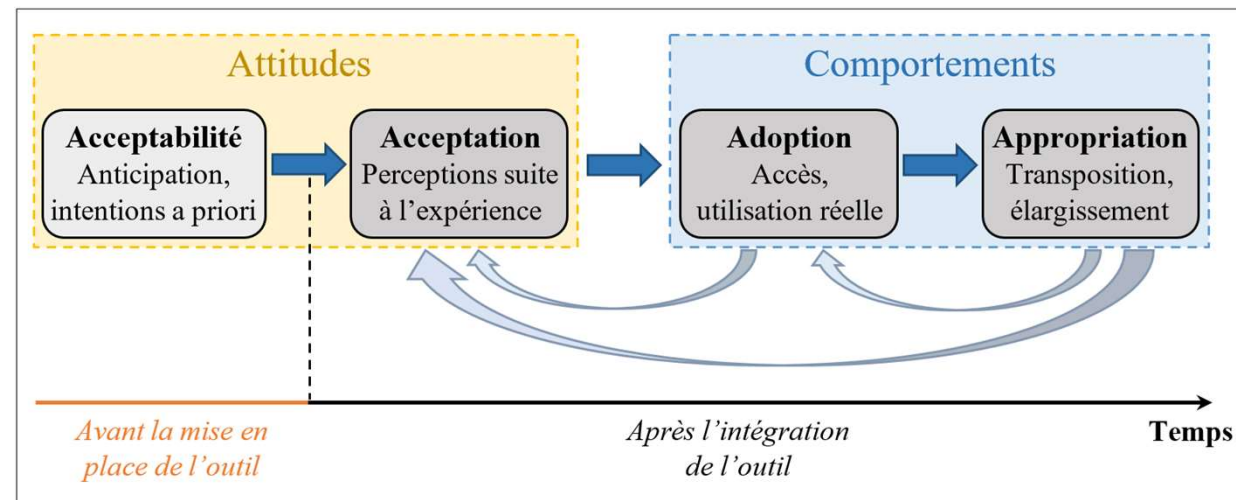 Attitudes
Comportements
Acceptabilité
Anticipation,
intentions a priori
Acceptation
Perceptions suite
à l’expérience
Adoption
Accès,
utilisation réelle
Appropriation
Transposition,
élargissement
Avant la mise en
place de l’outil
Après l’intégration
de l’outil
Temps